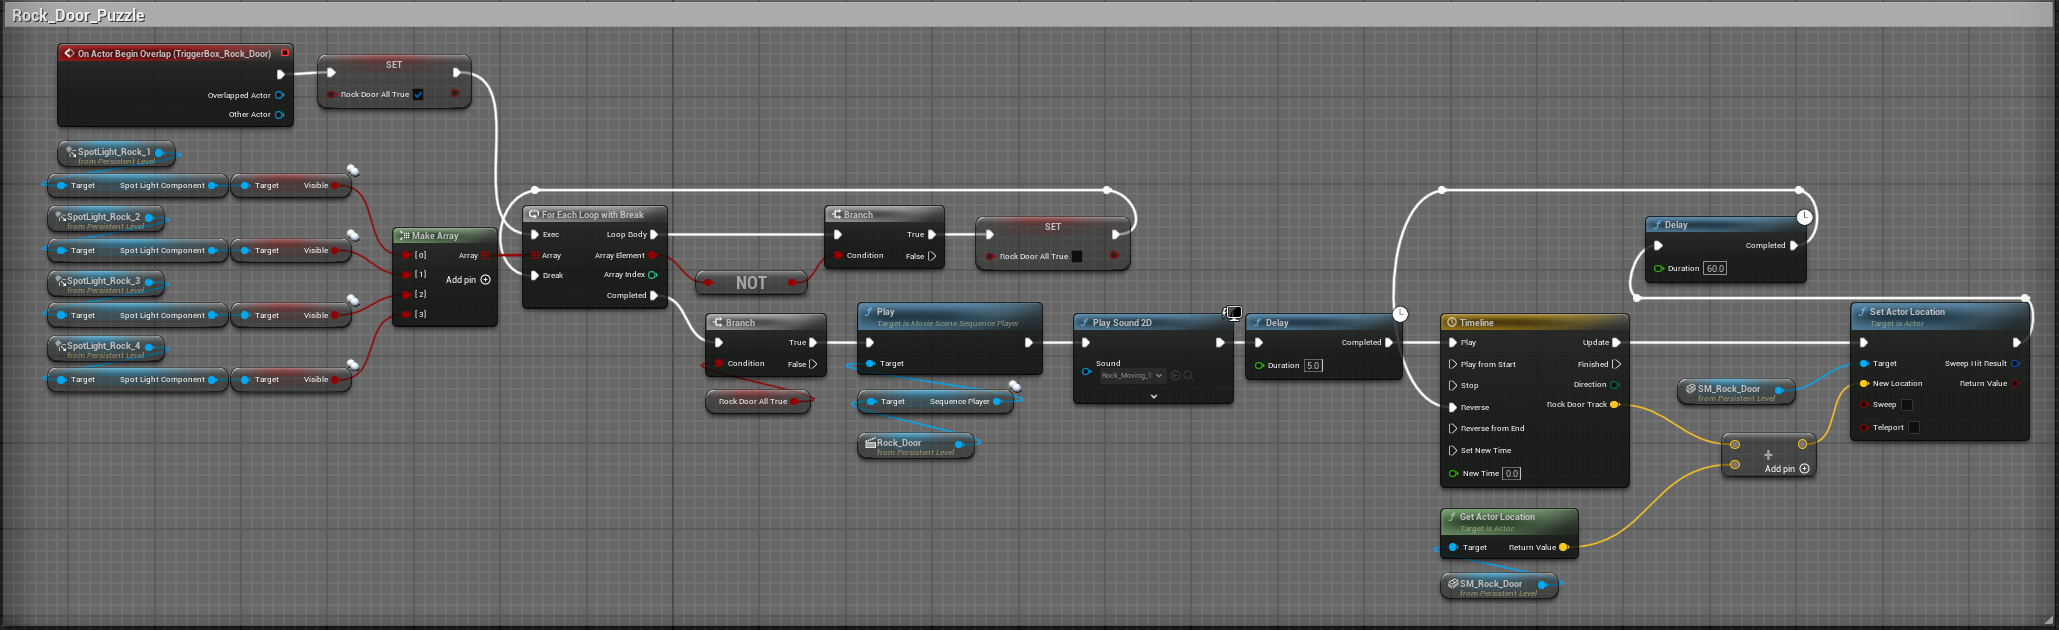 Rock_Door_Puzzle
On Actor Begin Overlap (TriggerBox_Rock_Door)
Overlapped Actor
Other Actor
SET
Rock Door All True
SpotLight_Rock_1
from Persistent Level
Target Spot Light Component
Target Visible
SpotLight_Rock_2
from Persistent Level
Target Spot Light Component
Target Visible
SpotLight_Rock_3
from Persistent Level
Target Spot Light Component
Target Visible
SpotLight_Rock_4
from Persistent Level
Target Spot Light Component
Target Visible
Make Array
[0] Array
[1]
Add pin
[2]
[3]
For Each Loop with Break
Exec Loop Body
Array Array Element
Break Array Index
Completed
NOT
Branch
True
Condition False
SET
Rock Door All True
Branch
True
Condition False
Rock Door All True
Play
Target is Movie Scene Sequence Player
Target
Target Sequence Player
Rock_Door
from Persistent Level
Play Sound 2D
Sound
Rock_Moving_1
Delay
Completed
Duration 5.0
Timeline
Play Update
Play from Start Finished
Stop Direction
Rock Door Track
Reverse
Reverse from End
Set New Time
New Time 0.0
Get Actor Location
Target is Actor
Target Return Value
SM_Rock_Door
from Persistent Level
Delay
Completed
Duration 60.0
SM_Rock_Door
from Persistent Level
+
Add pin
Set Actor Location
Target is Actor
Target Sweep Hit Result
New Location Return Value
Sweep
Teleport